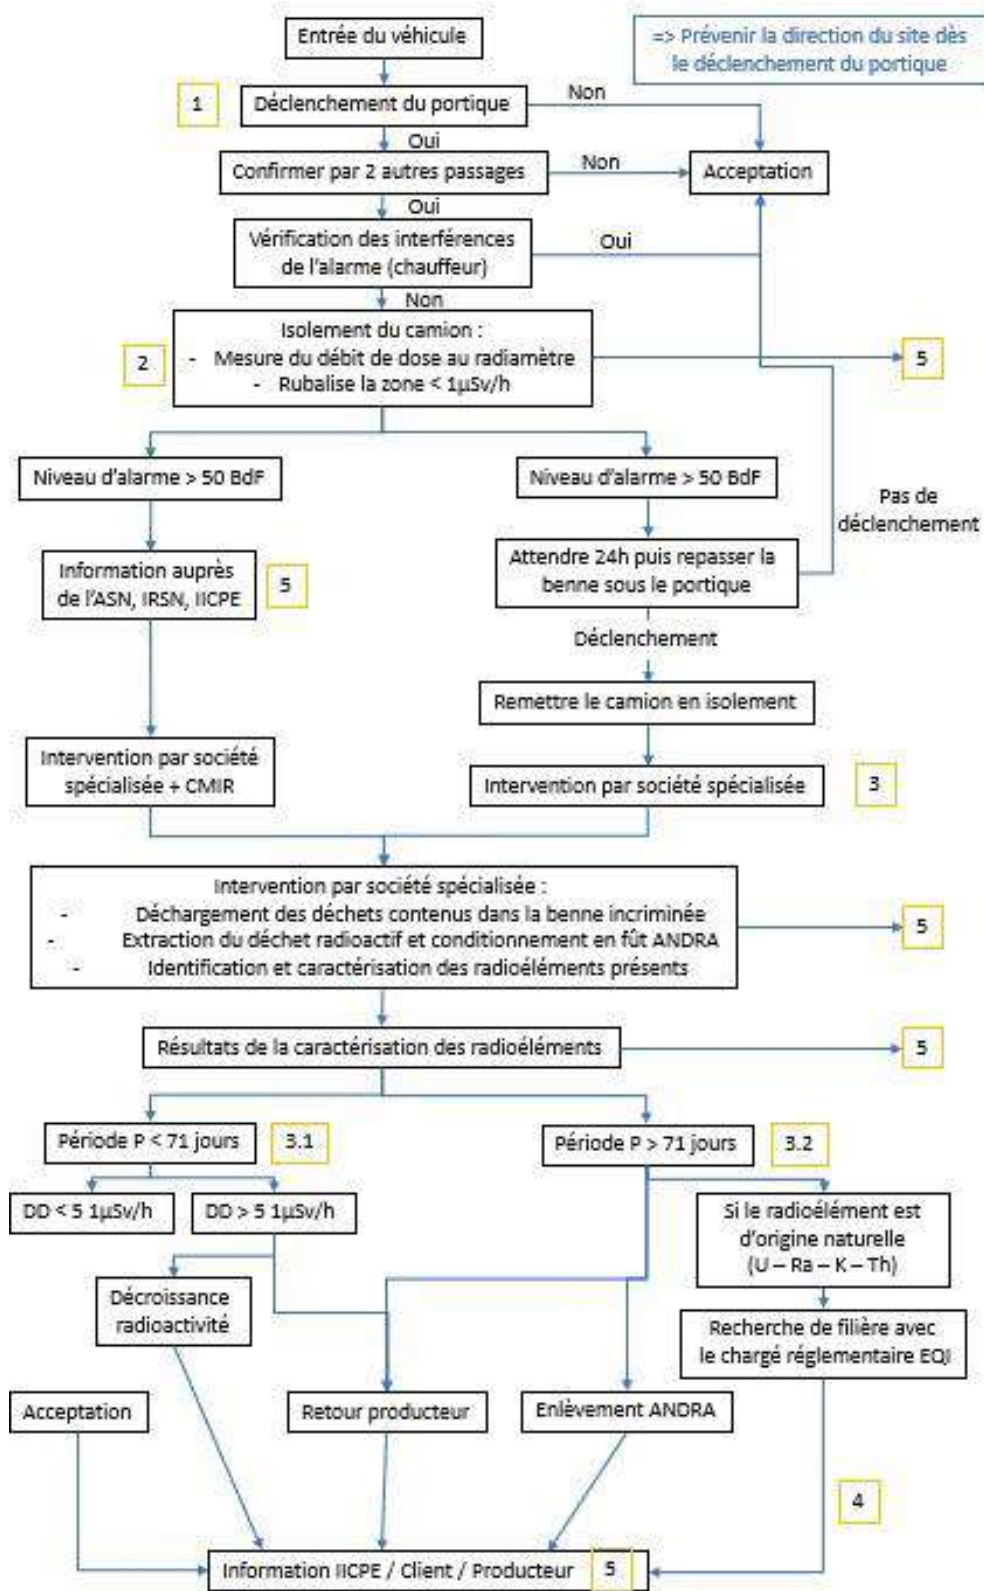 Entrée du véhicule
=> Prévenir la direction du site dès
le déclenchement du portique
1
Déclenchement du portique
Non
Oui
Confirmer par 2 autres passages
Non
Acceptation
Oui
Vérification des interférences
de l'alarme (chauffeur)
Oui
Non
2
Isolement du camion :
- Mesure du débit de dose au radiamètre
- Rubalise la zone < 1µSv/h
5
Niveau d'alarme > 50 BdF
Niveau d'alarme > 50 BdF
Pas de
déclenchement
Information auprès
de l'ASN, IRSN, IICPE
5
Attendre 24h puis repasser la
benne sous le portique
Déclenchement
Remettre le camion en isolement
Intervention par société
spécialisée + CMIR
Intervention par société spécialisée
3
Intervention par société spécialisée :
- Déchargement des déchets contenus dans la benne incriminée
- Extraction du déchet radioactif et conditionnement en fût ANDRA
- Identification et caractérisation des radioéléments présents
5
Résultats de la caractérisation des radioéléments
5
Période P < 71 jours
3.1
Période P > 71 jours
3.2
DD < 5 1µSv/h
DD > 5 1µSv/h
Si le radioélément est
d'origine naturelle
(U – Ra – K – Th)
Décroissance
radioactivité
Recherche de filière avec
le chargé réglementaire EQJ
Acceptation
Retour producteur
Enlèvement ANDRA
4
Information IICPE / Client / Producteur
5